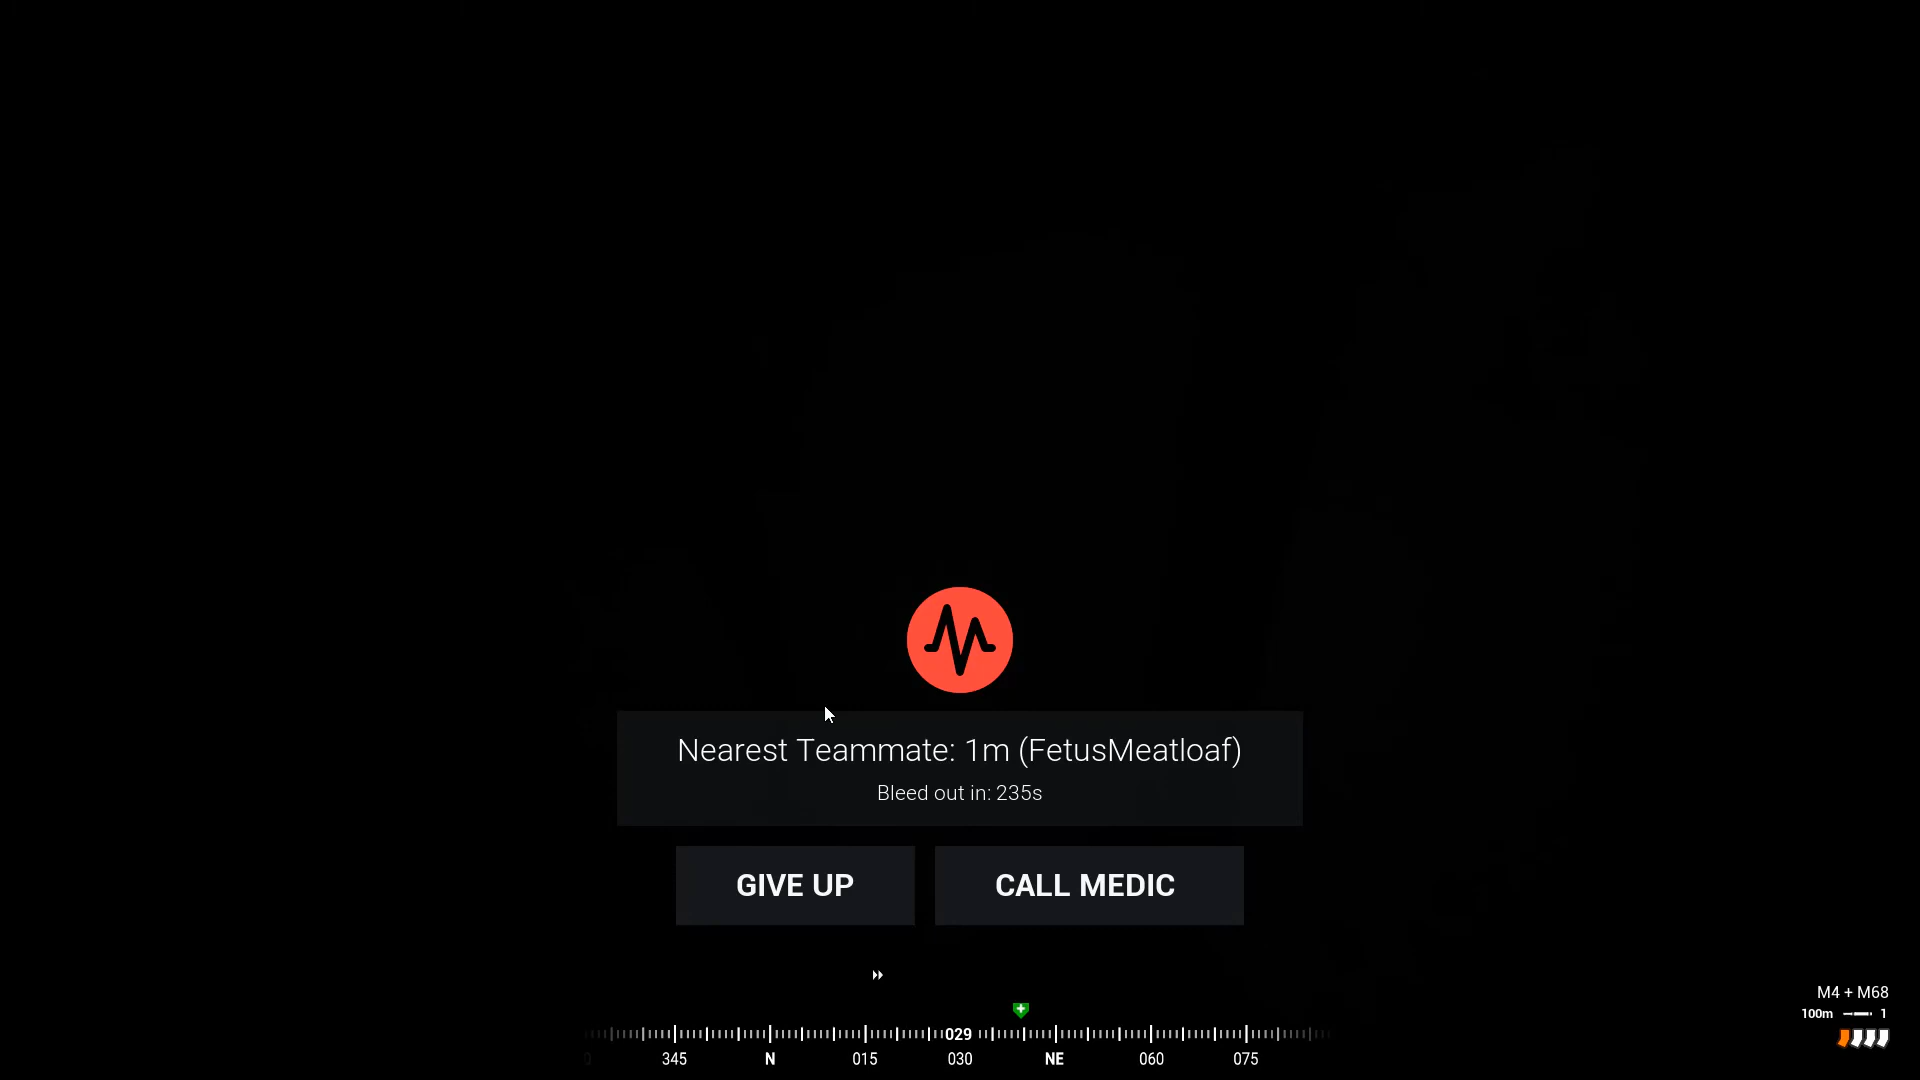 Nearest Teammate: 1m (FetusMeatloaf)
Bleed out in: 235s
GIVE UP
CALL MEDIC
M4 + M68
100m 1
029
345 N 015 030 NE 060 075